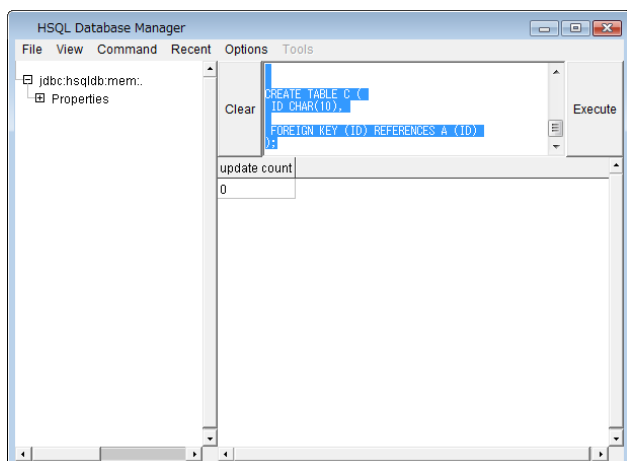 HSQL Database Manager
File View Command Recent Options Tools
jdbc:hsqldb:mem:.
Properties
Clear
CREATE TABLE C (
ID CHAR(10),
FOREIGN KEY (ID) REFERENCES A (ID)
);
Execute
update count
0